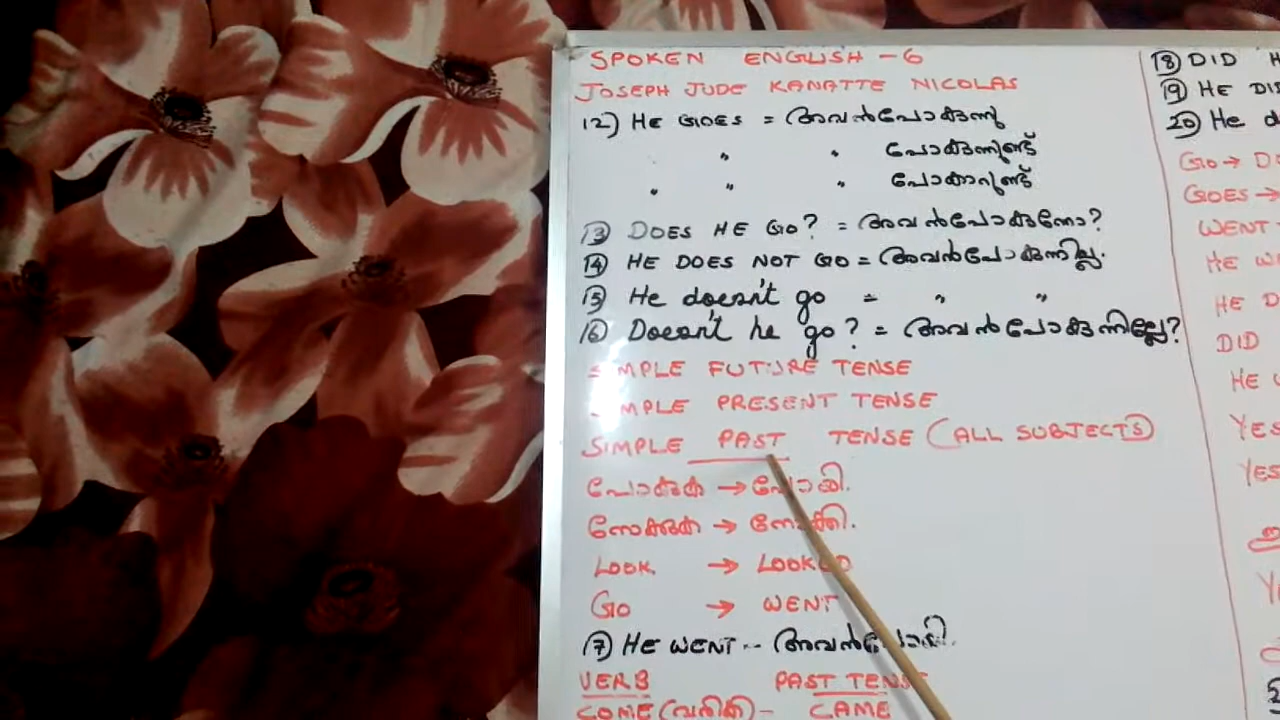 SPOKEN ENGLISH - 6
JOSEPH JUDE KANATTE NICOLAS
12) HE GOES = അവൻ പോകുന്നു
" " പോകുന്നുണ്ട്
" " " പോകാറുണ്ട്
13 DOES HE GO? = അവൻ പോകുന്നോ?
14 HE DOES NOT GO = അവൻ പോകുന്നില്ല.
15 He doesn't go = " "
16 Doesn't he go? = അവൻ പോകുന്നില്ലേ?
SIMPLE FUTURE TENSE
SIMPLE PRESENT TENSE
SIMPLE PAST TENSE (ALL SUBJECTS)
പോകുക → പോയി.
നോക്കുക → നോക്കി.
LOOK → LOOKED
GO → WENT
17 HE WENT -- അവൻ പോയി.
VERB PAST TENSE
COME (വരിക) - CAME
18 DID
19 HE
20 He
GO →
GOES →
WENT
HE
HE
DID
HE
YES